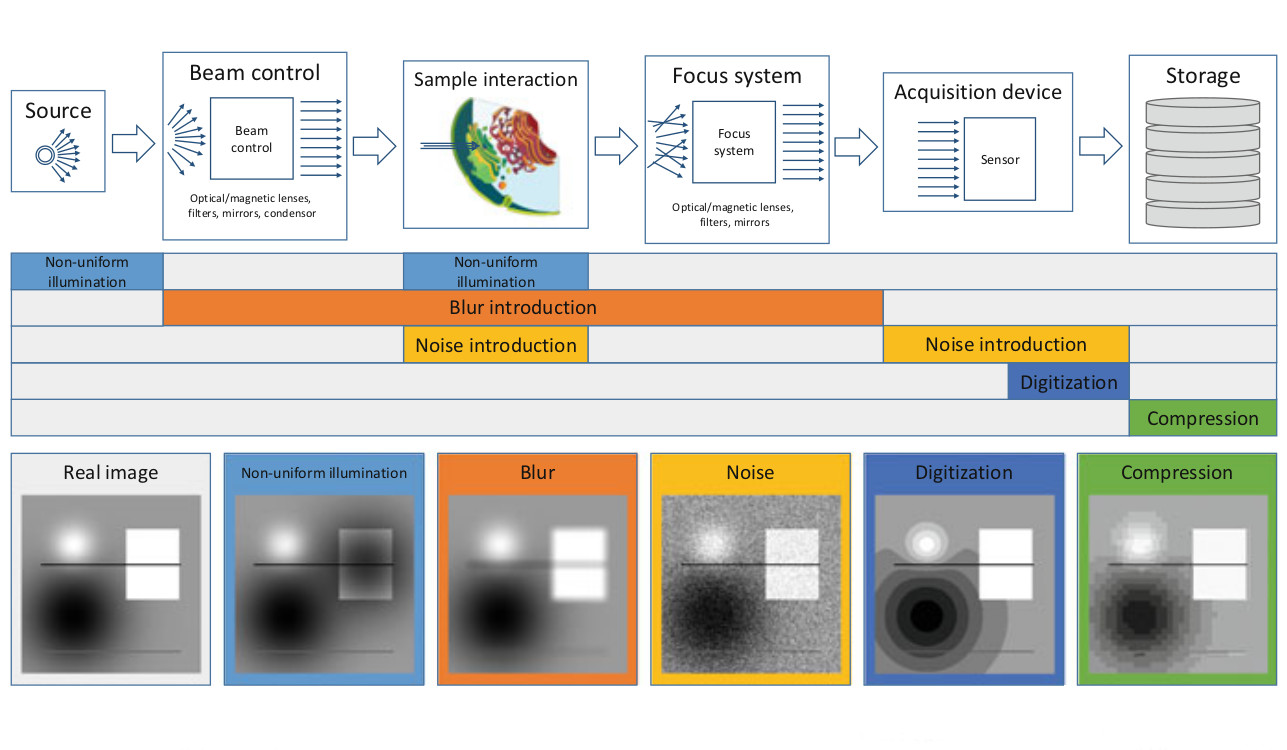 Source
Beam control
Beam
control
Optical/magnetic lenses,
filters, mirrors, condensor
Sample interaction
Focus system
Focus
system
Optical/magnetic lenses,
filters, mirrors
Acquisition device
Sensor
Storage
Non-uniform
illumination
Non-uniform
illumination
Blur introduction
Noise introduction
Noise introduction
Digitization
Compression
Real image
Non-uniform illumination
Blur
Noise
Digitization
Compression